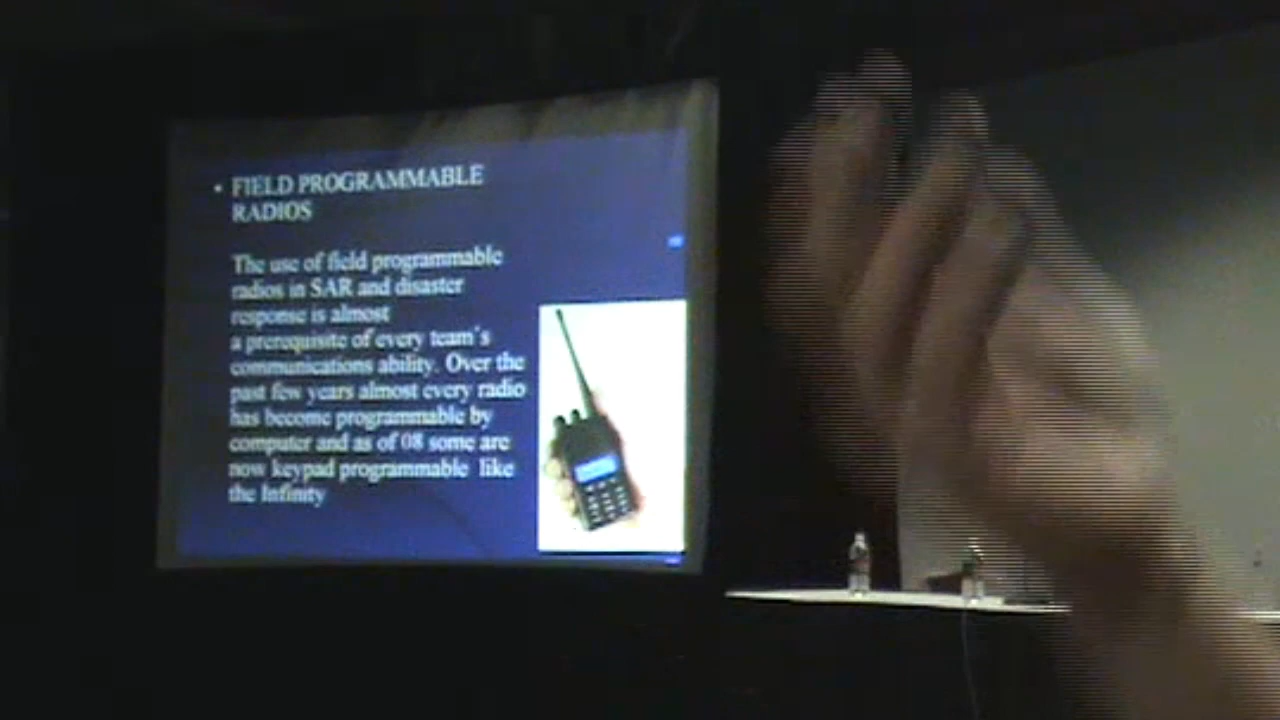 • FIELD PROGRAMMABLE
RADIOS
The use of field programmable
radios in SAR and disaster
response is almost
a prerequisite of every team's
communications ability. Over the
past few years almost every radio
has become programmable by
computer and as of 08 some are
now keypad programmable like
the Infinity